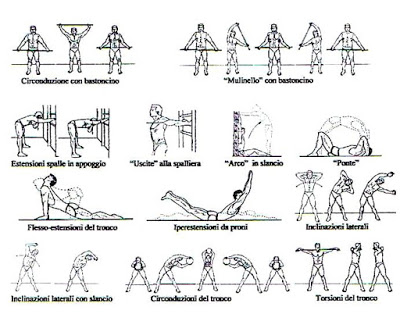 Circonduzione con bastoncino
"Mulinello" con bastoncino
Estensioni spalle in appoggio
"Uscite" alla spalliera
"Arco" in slancio
"Ponte"
Flesso-estensioni del tronco
Iperestensioni da proni
Inclinazioni laterali
Inclinazioni laterali con slancio
Circonduzioni del tronco
Torsioni del tronco